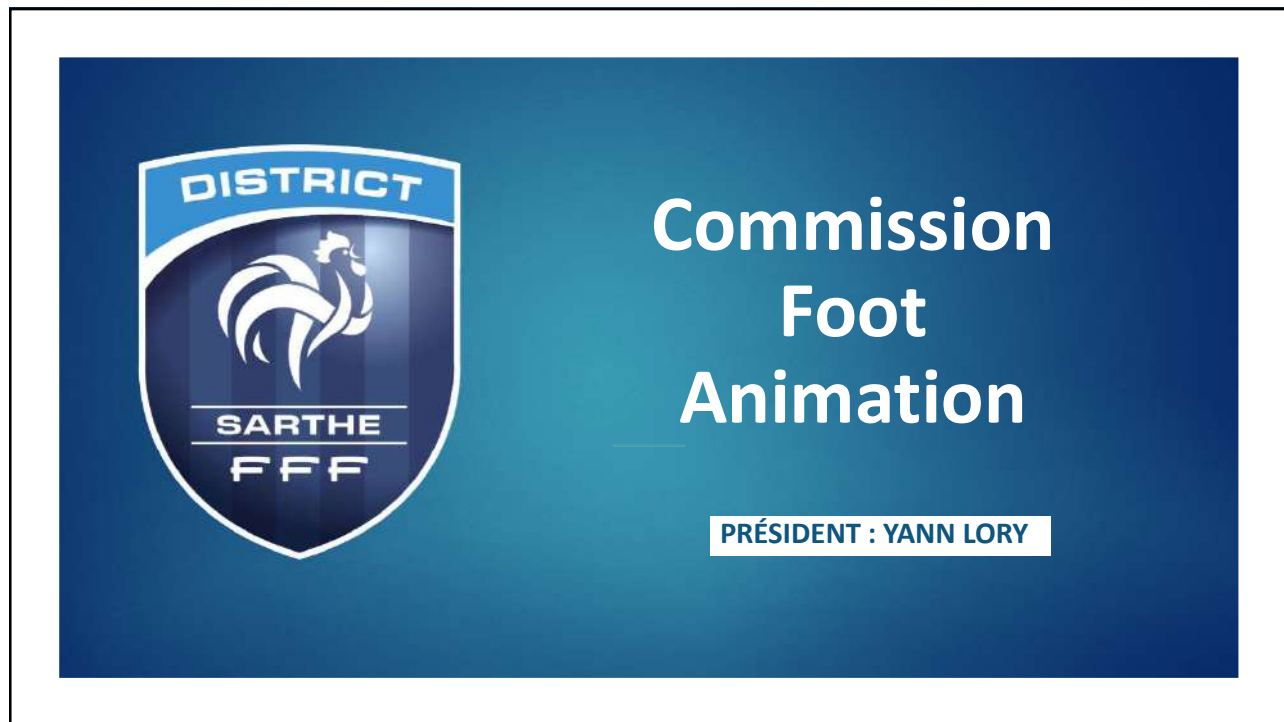 DISTRICT
SARTHE
FFF
Commission
Foot
Animation
PRÉSIDENT : YANN LORY